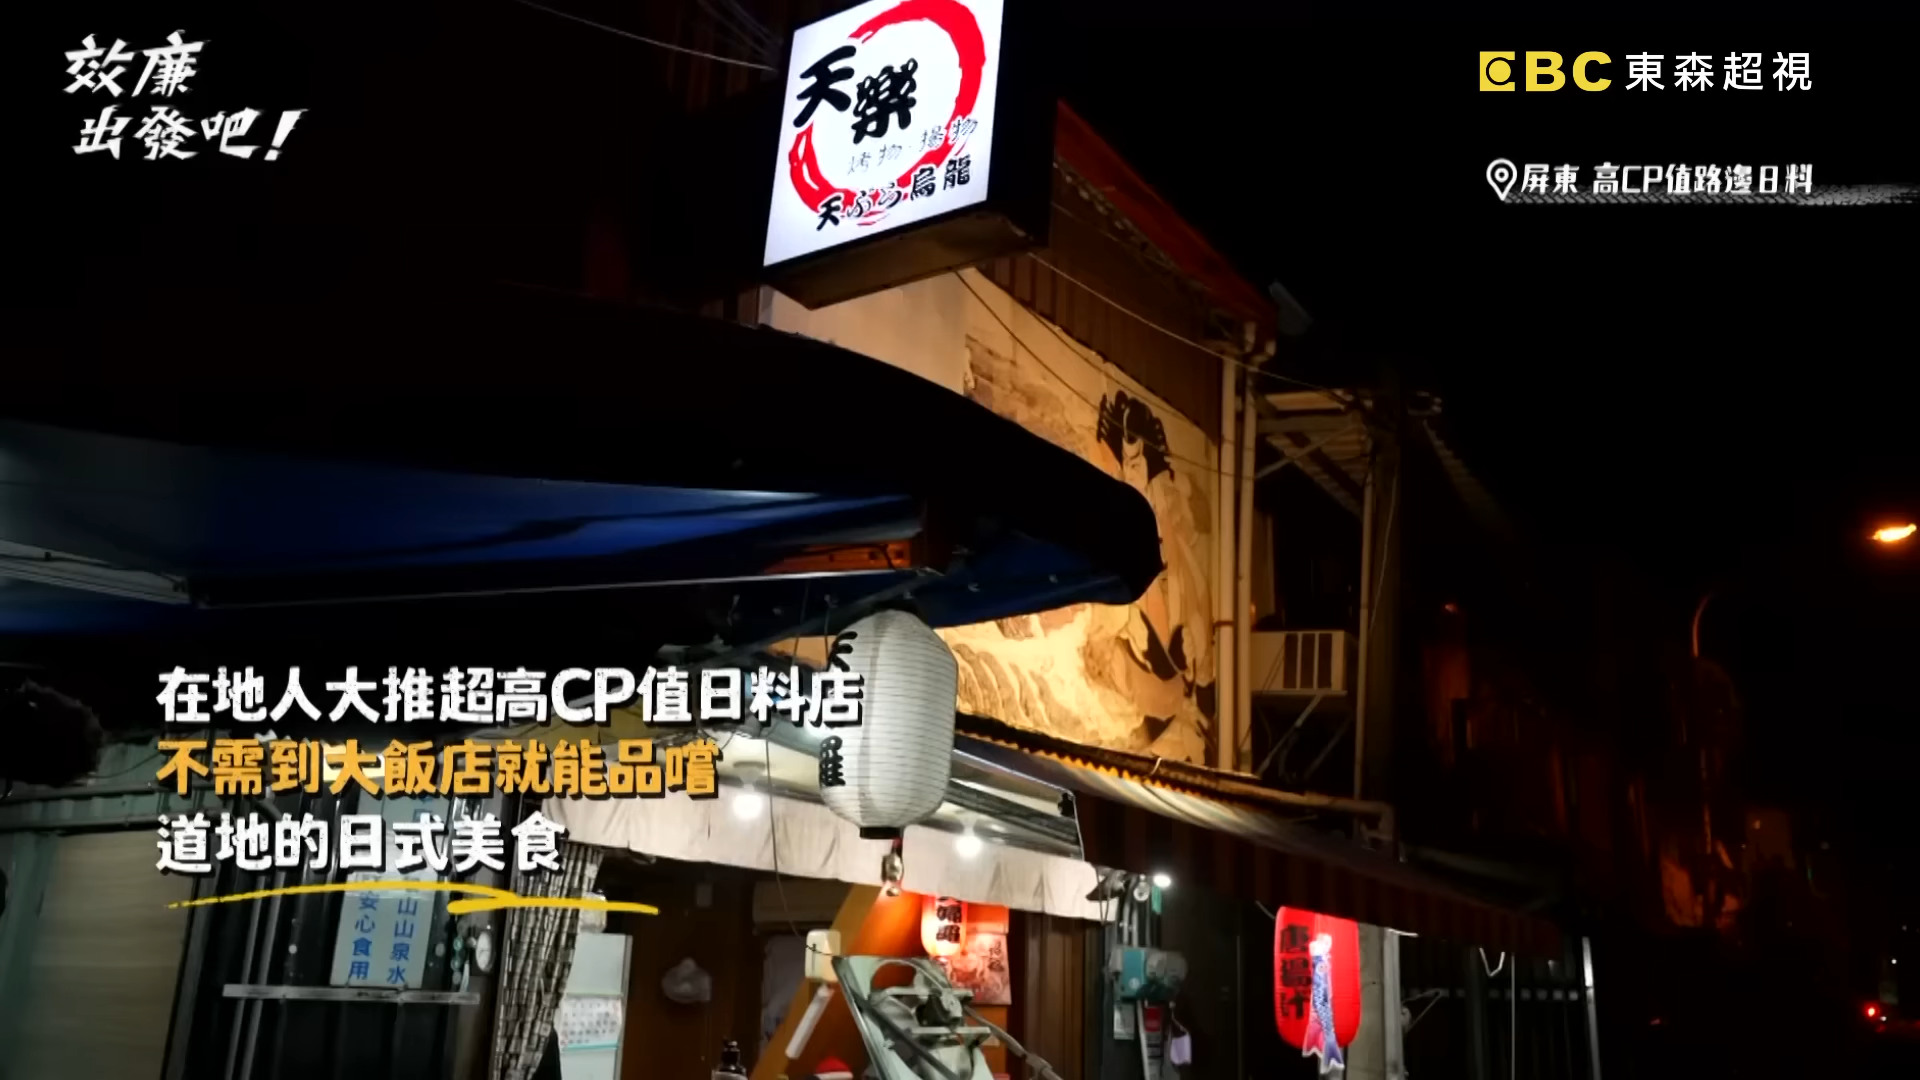 效廉
出發吧！
EBC 東森超視
屏東 高CP值路邊日料
天樂
烤物·揚物
天ぷら烏龍
在地人大推超高CP值日料店
不需到大飯店就能品嚐
道地的日式美食
安心食用
山山泉水